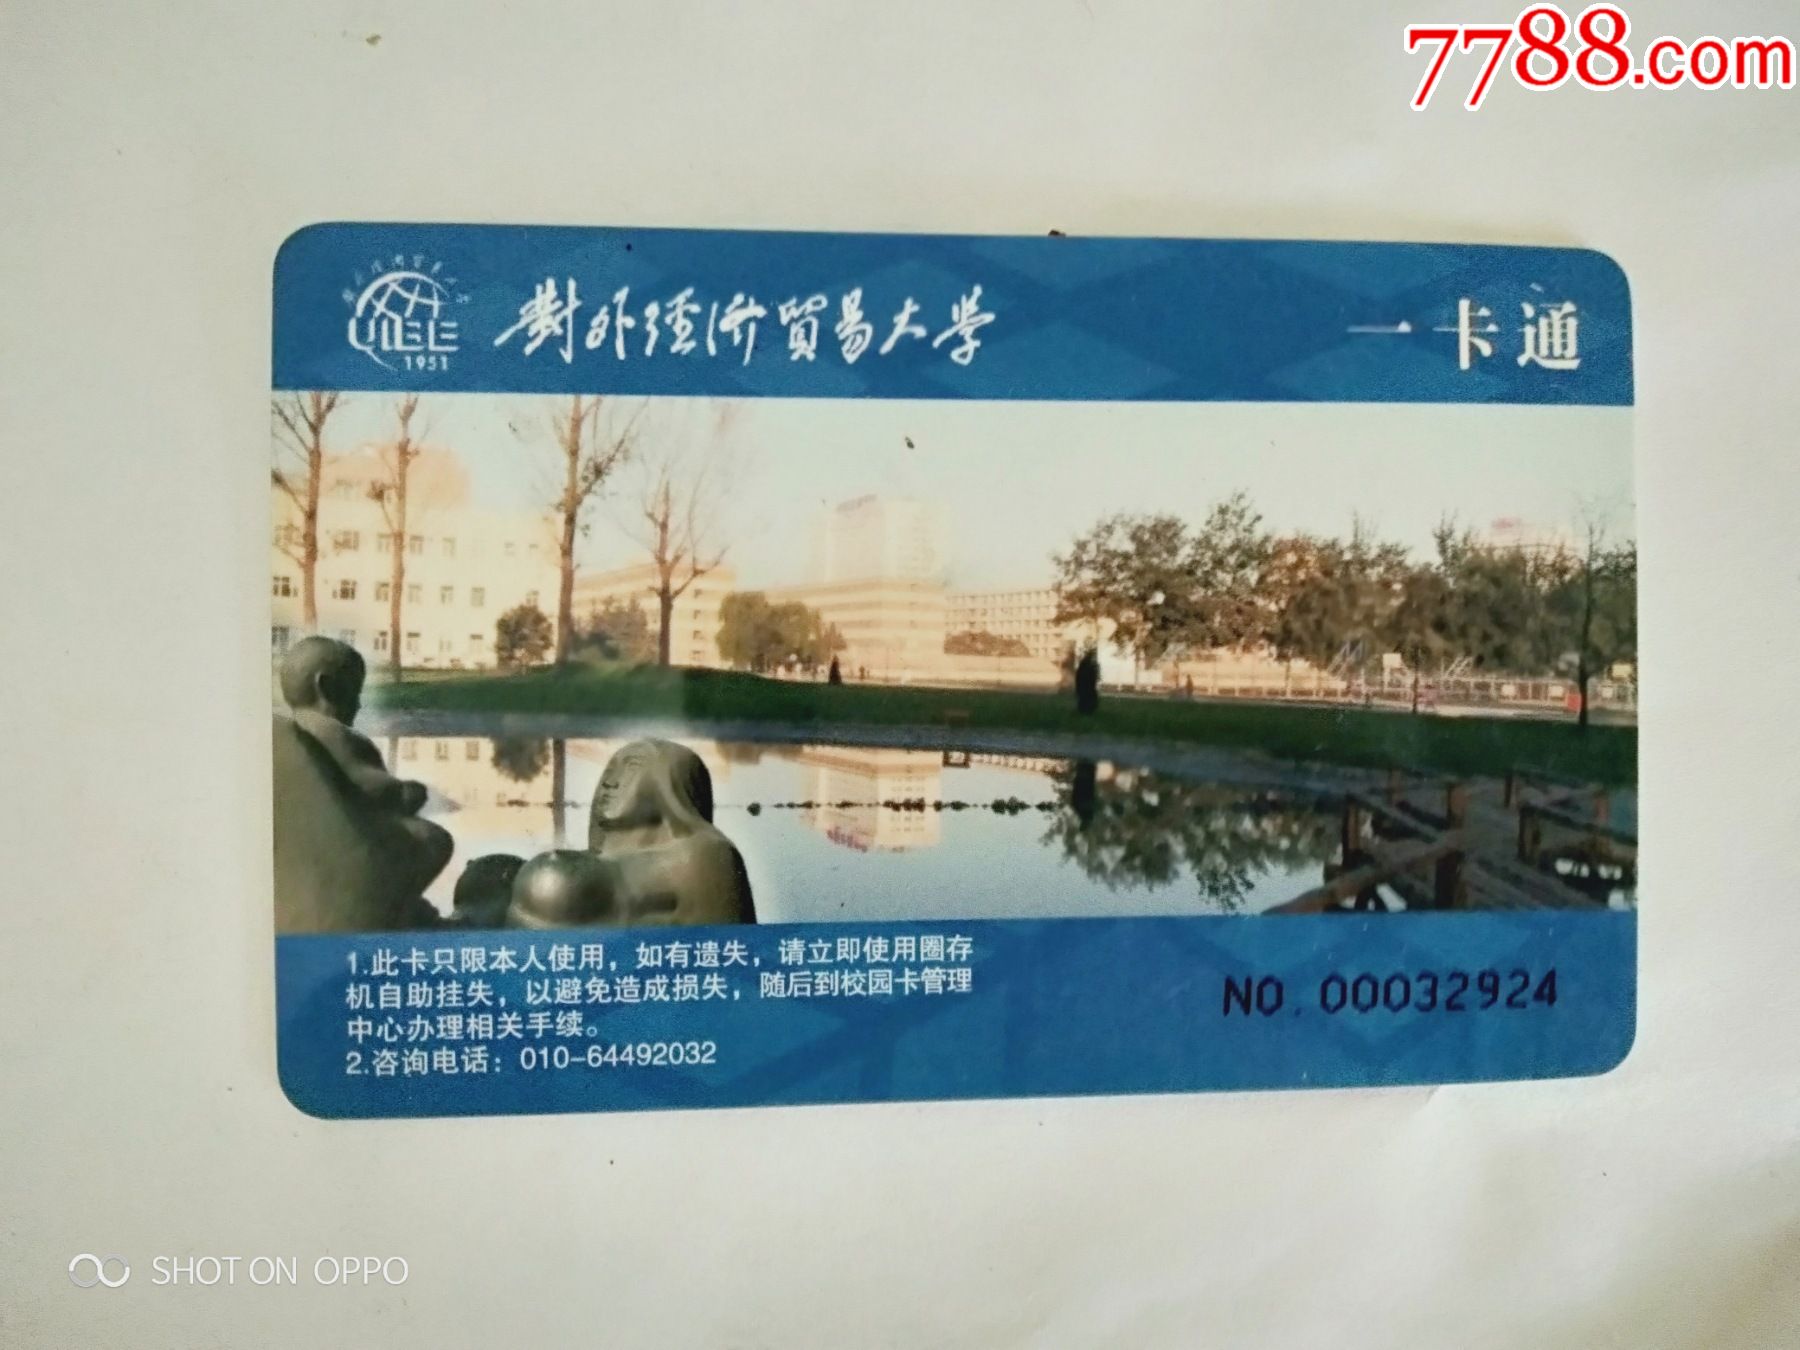 7788.com
UIBE
1951
對外經濟貿易大學
一卡通
1.此卡只限本人使用，如有遗失，请立即使用圈存
机自助挂失，以避免造成损失，随后到校园卡管理
中心办理相关手续。
2.咨询电话：010-64492032
NO.00032924
SHOT ON OPPO